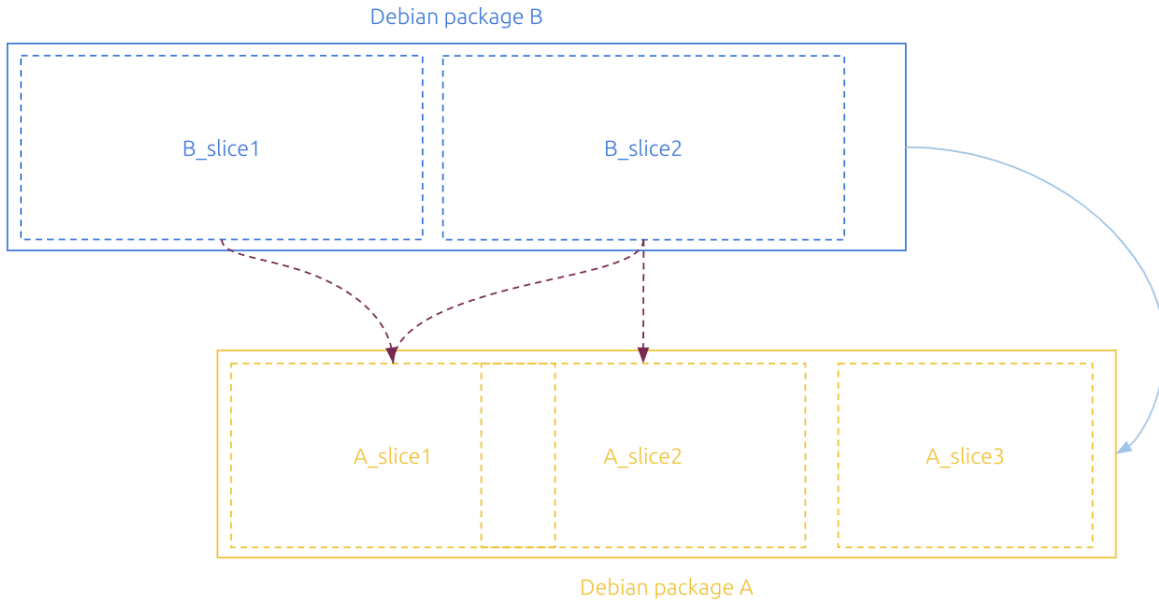 Debian package B
B_slice1
B_slice2
A_slice1
A_slice2
A_slice3
Debian package A